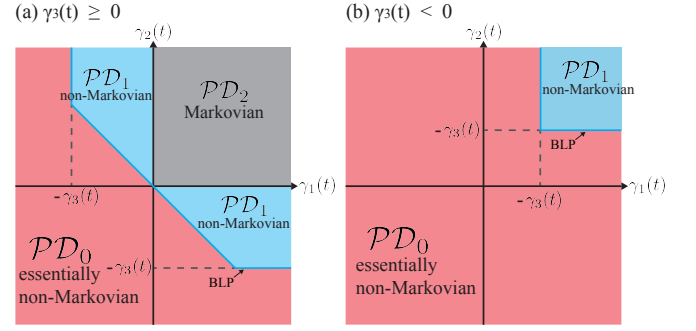 (a) γ₃(t) ≥ 0
(b) γ₃(t) < 0
γ₂(t)
γ₂(t)
𝒫𝒟₁
non-Markovian
𝒫𝒟₂
Markovian
𝒫𝒟₁
non-Markovian
-γ₃(t)
BLP
γ₁(t)
γ₁(t)
-γ₃(t)
𝒫𝒟₁
non-Markovian
-γ₃(t)
𝒫𝒟₀
essentially
non-Markovian
-γ₃(t)
BLP
𝒫𝒟₀
essentially
non-Markovian